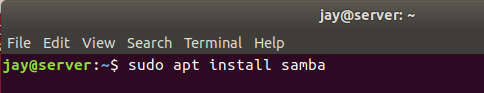 jay@server: ~
File Edit View Search Terminal Help
jay@server:~$ sudo apt install samba